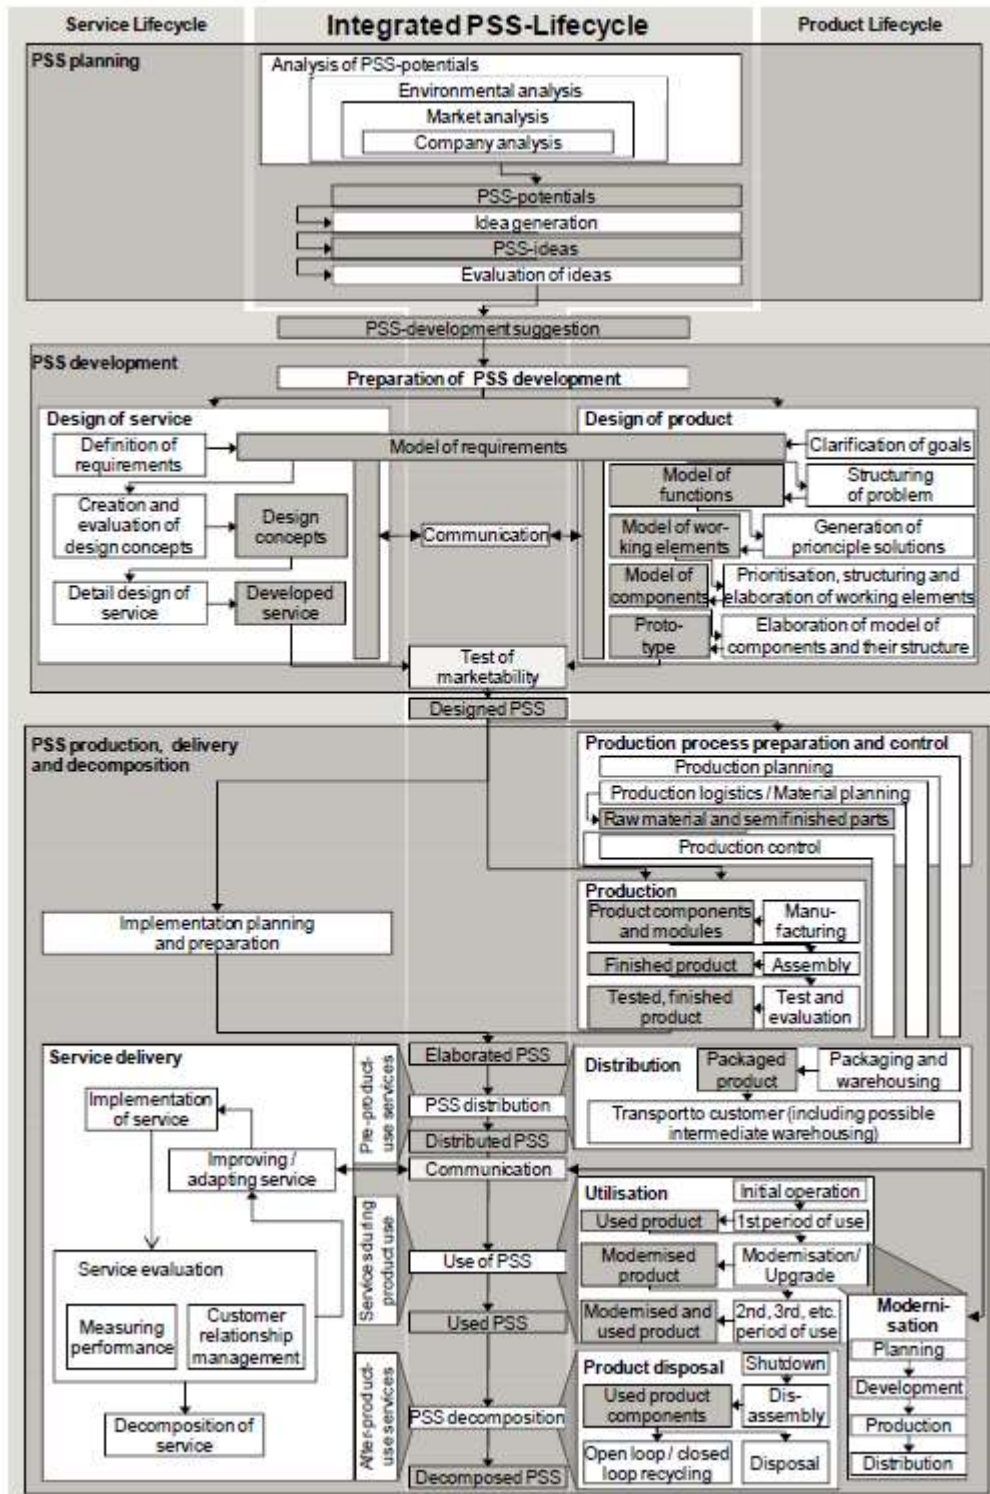 Service Lifecycle
Integrated PSS-Lifecycle
Product Lifecycle
PSS planning
Analysis of PSS-potentials
Environmental analysis
Market analysis
Company analysis
PSS-potentials
Idea generation
PSS-ideas
Evaluation of ideas
PSS-development suggestion
PSS development
Preparation of PSS development
Design of service
Definition of
requirements
Creation and
evaluation of
design concepts
Design
concepts
Detail design of
service
Developed
service
Model of requirements
Communication
Design of product
Clarification of goals
Model of
functions
Structuring
of problem
Model of wor-
king elements
Generation of
prionciple solutions
Model of
components
Prioritisation, structuring and
elaboration of working elements
Proto-
type
Elaboration of model of
components and their structure
Test of
marketability
Designed PSS
PSS production, delivery
and decomposition
Production process preparation and control
Production planning
Production logistics / Material planning
Raw material and semifinished parts
Production control
Implementation planning
and preparation
Production
Product components
and modules
Manu-
facturing
Finished product
Assembly
Tested, finished
product
Test and
evaluation
Service delivery
Implementation
of service
Improving /
adapting service
Service evaluation
Measuring
performance
Customer
relationship
management
Decomposition of
service
Pre-product-
use services
Services during
product use
After-product-
use services
Elaborated PSS
PSS distribution
Distributed PSS
Communication
Use of PSS
Used PSS
PSS decomposition
Decomposed PSS
Distribution
Packaged
product
Packaging and
warehousing
Transport to customer (including possible
intermediate warehousing)
Utilisation
Initial operation
Used product
1st period of use
Modernised
product
Modernisation/
Upgrade
Modernised and
used product
2nd, 3rd, etc.
period of use
Product disposal
Shutdown
Used product
components
Dis-
assembly
Open loop / closed
loop recycling
Disposal
Moderni-
sation
Planning
Development
Production
Distribution